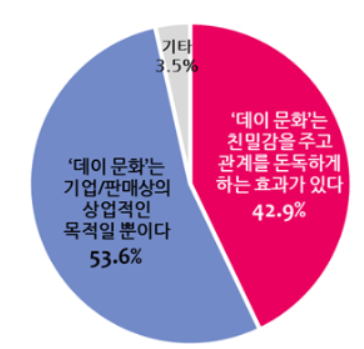 기타
3.5%
‘데이 문화’는
친밀감을 주고
관계를 돈독하게
하는 효과가 있다
42.9%
‘데이 문화’는
기업/판매상의
상업적인
목적일 뿐이다
53.6%